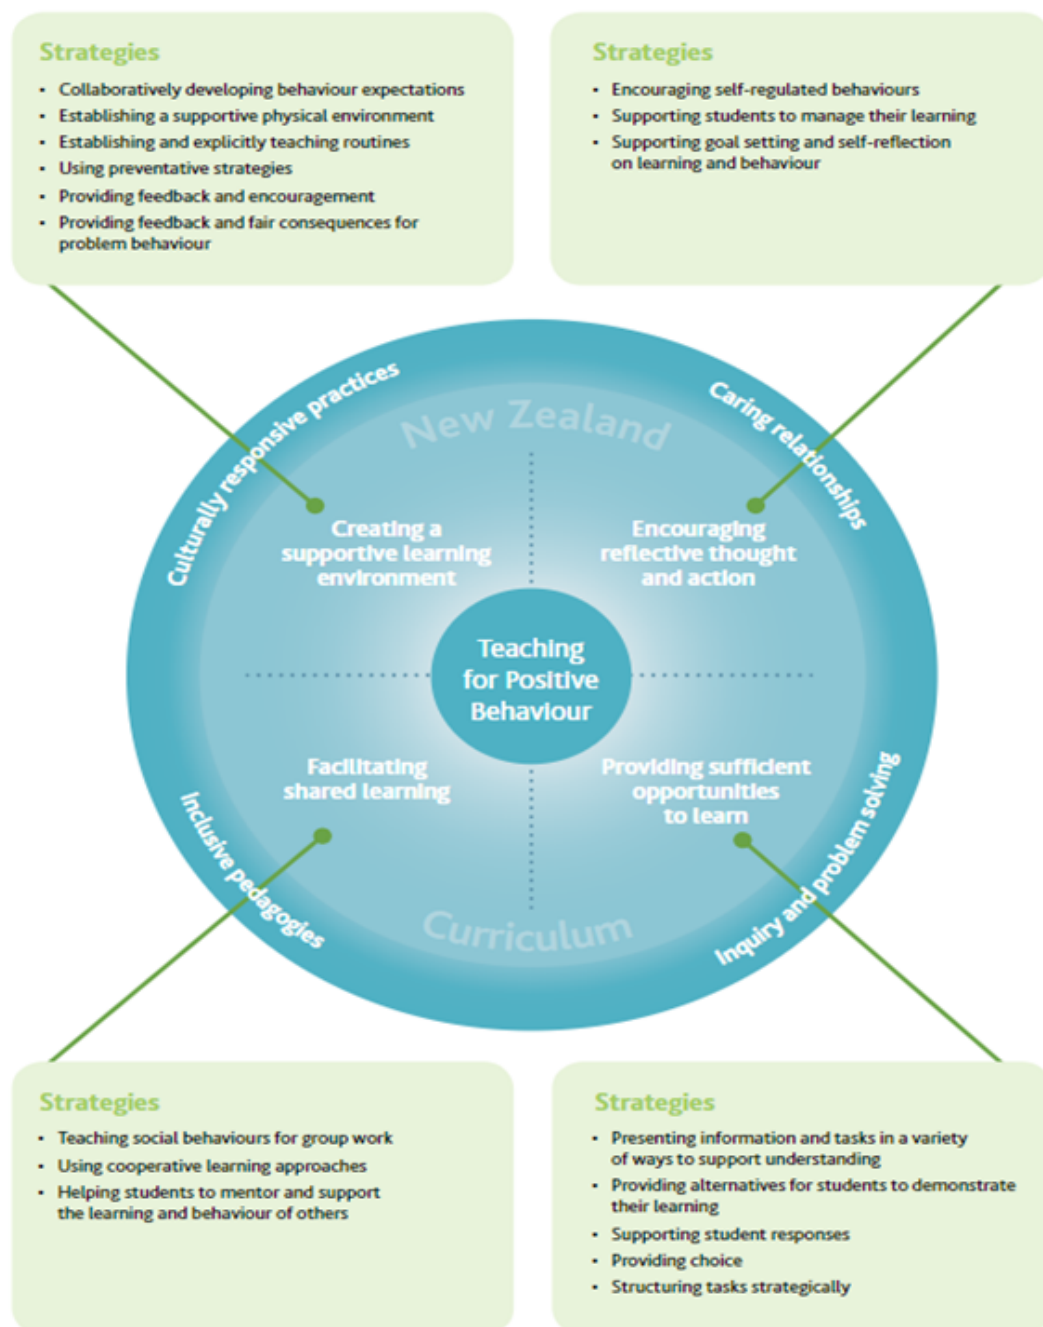 Strategies
• Collaboratively developing behaviour expectations
• Establishing a supportive physical environment
• Establishing and explicitly teaching routines
• Using preventative strategies
• Providing feedback and encouragement
• Providing feedback and fair consequences for
problem behaviour
Strategies
• Encouraging self-regulated behaviours
• Supporting students to manage their learning
• Supporting goal setting and self-reflection
on learning and behaviour
Culturally responsive practices
Caring relationships
New Zealand
Creating a
supportive learning
environment
Encouraging
reflective thought
and action
Teaching
for Positive
Behaviour
Facilitating
shared learning
Providing sufficient
opportunities
to learn
Inclusive pedagogies
Inquiry and problem solving
Curriculum
Strategies
• Teaching social behaviours for group work
• Using cooperative learning approaches
• Helping students to mentor and support
the learning and behaviour of others
Strategies
• Presenting information and tasks in a variety
of ways to support understanding
• Providing alternatives for students to demonstrate
their learning
• Supporting student responses
• Providing choice
• Structuring tasks strategically